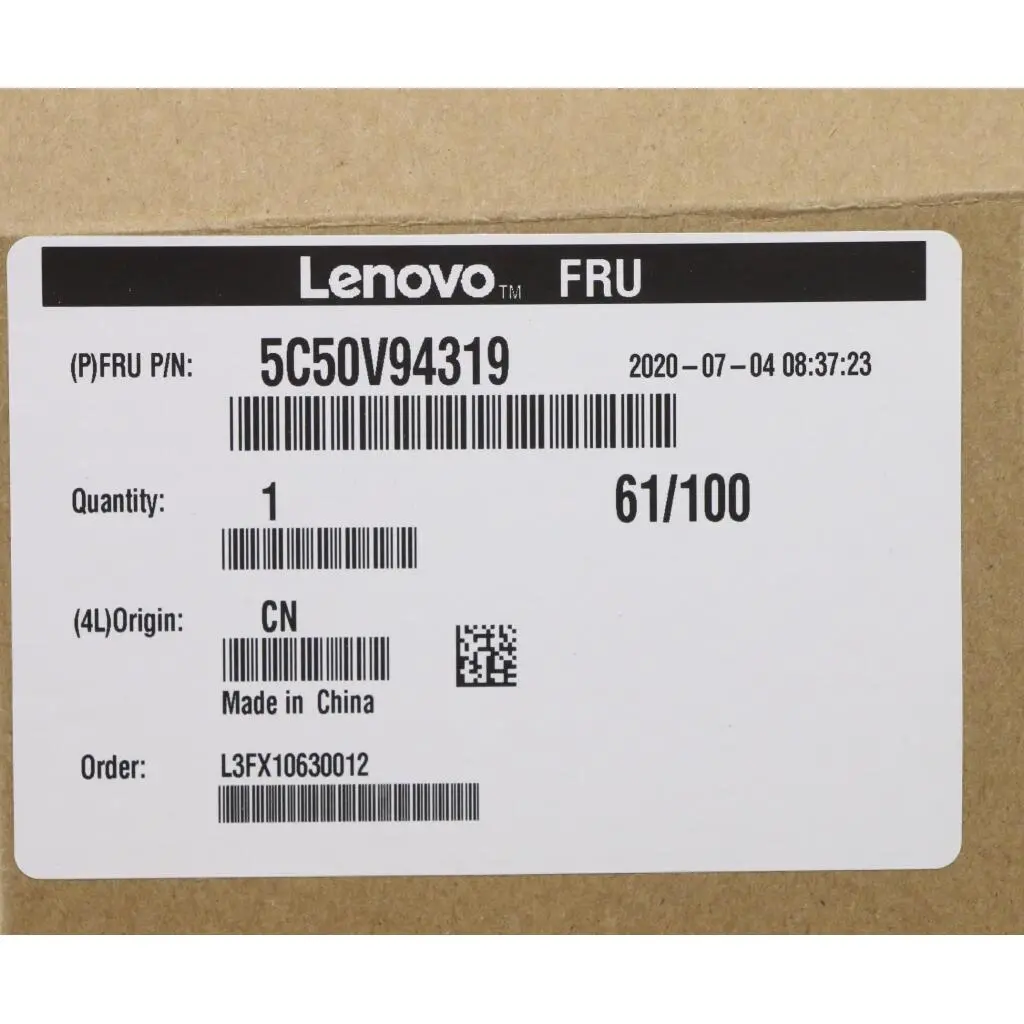 Lenovo™ FRU
(P)FRU P/N: 5C50V94319 2020-07-04 08:37:23
Quantity: 1 61/100
(4L)Origin: CN
Made in China
Order: L3FX10630012